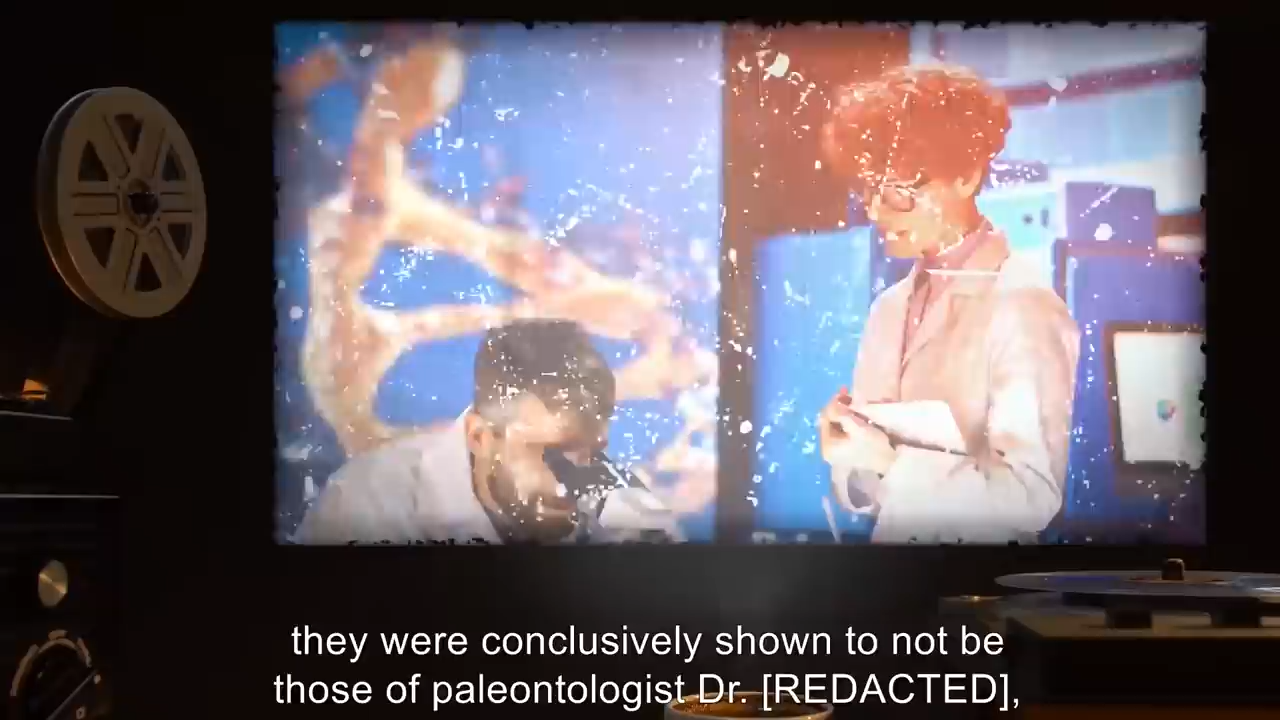 they were conclusively shown to not be
those of paleontologist Dr. [REDACTED],